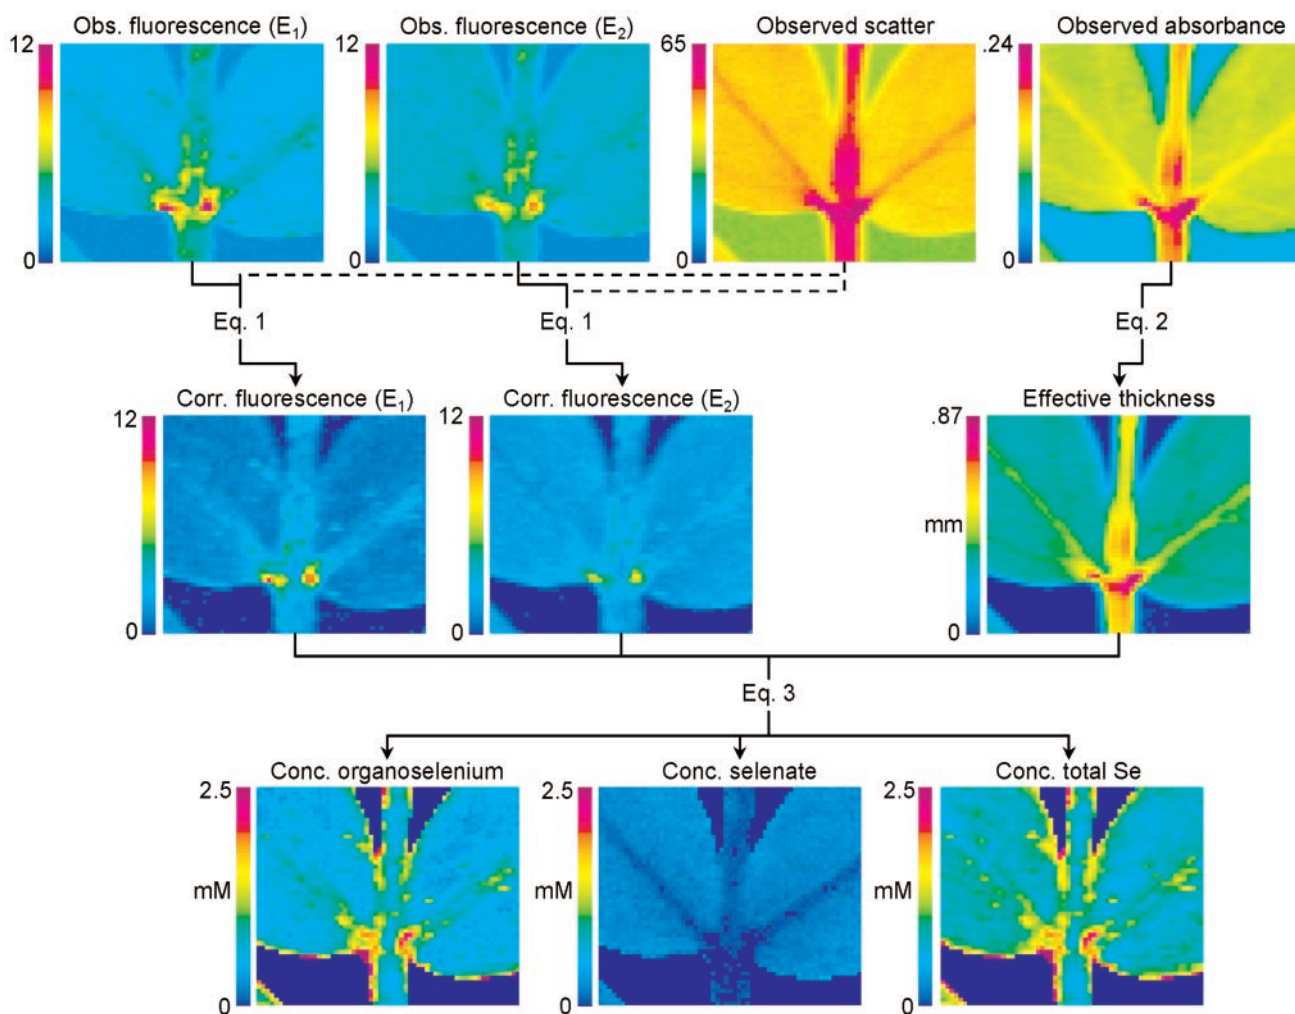 Obs. fluorescence (E1)
Obs. fluorescence (E2)
Observed scatter
Observed absorbance
12
0
12
0
65
0
.24
0
Eq. 1
Eq. 1
Eq. 2
Corr. fluorescence (E1)
Corr. fluorescence (E2)
Effective thickness
12
0
12
0
.87
mm
0
Eq. 3
Conc. organoselenium
Conc. selenate
Conc. total Se
2.5
mM
0
2.5
mM
0
2.5
mM
0